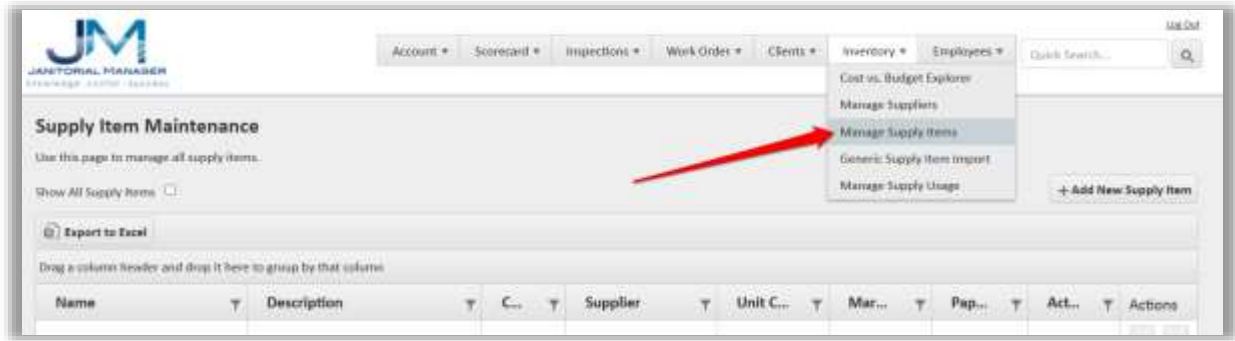 Log Out
JM
JANITORIAL MANAGER
Account Scorecard Inspections Work Order Clients Inventory Employees Quick Search...
Cost vs. Budget Explorer
Manage Suppliers
Supply Item Maintenance
Manage Supply Items
Use this page to manage all supply items.
Generic Supply Item Import
Manage Supply Usage
Show All Supply Items
+ Add New Supply Item
Export to Excel
Drag a column header and drop it here to group by that column
Name Description C... Supplier Unit C... Mar... Pap... Act... Actions